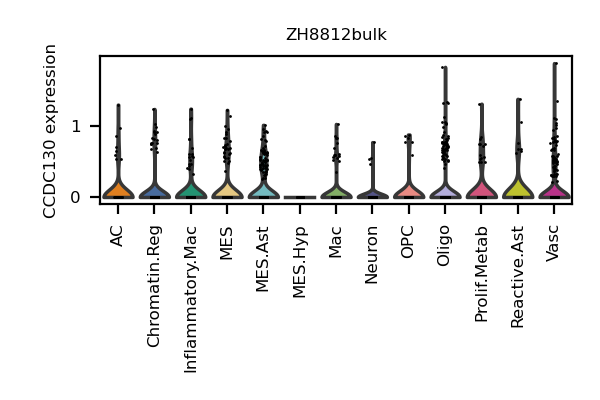 ZH8812bulk
CCDC130 expression
1
0
AC
Chromatin.Reg
Inflammatory.Mac
MES
MES.Ast
MES.Hyp
Mac
Neuron
OPC
Oligo
Prolif.Metab
Reactive.Ast
Vasc